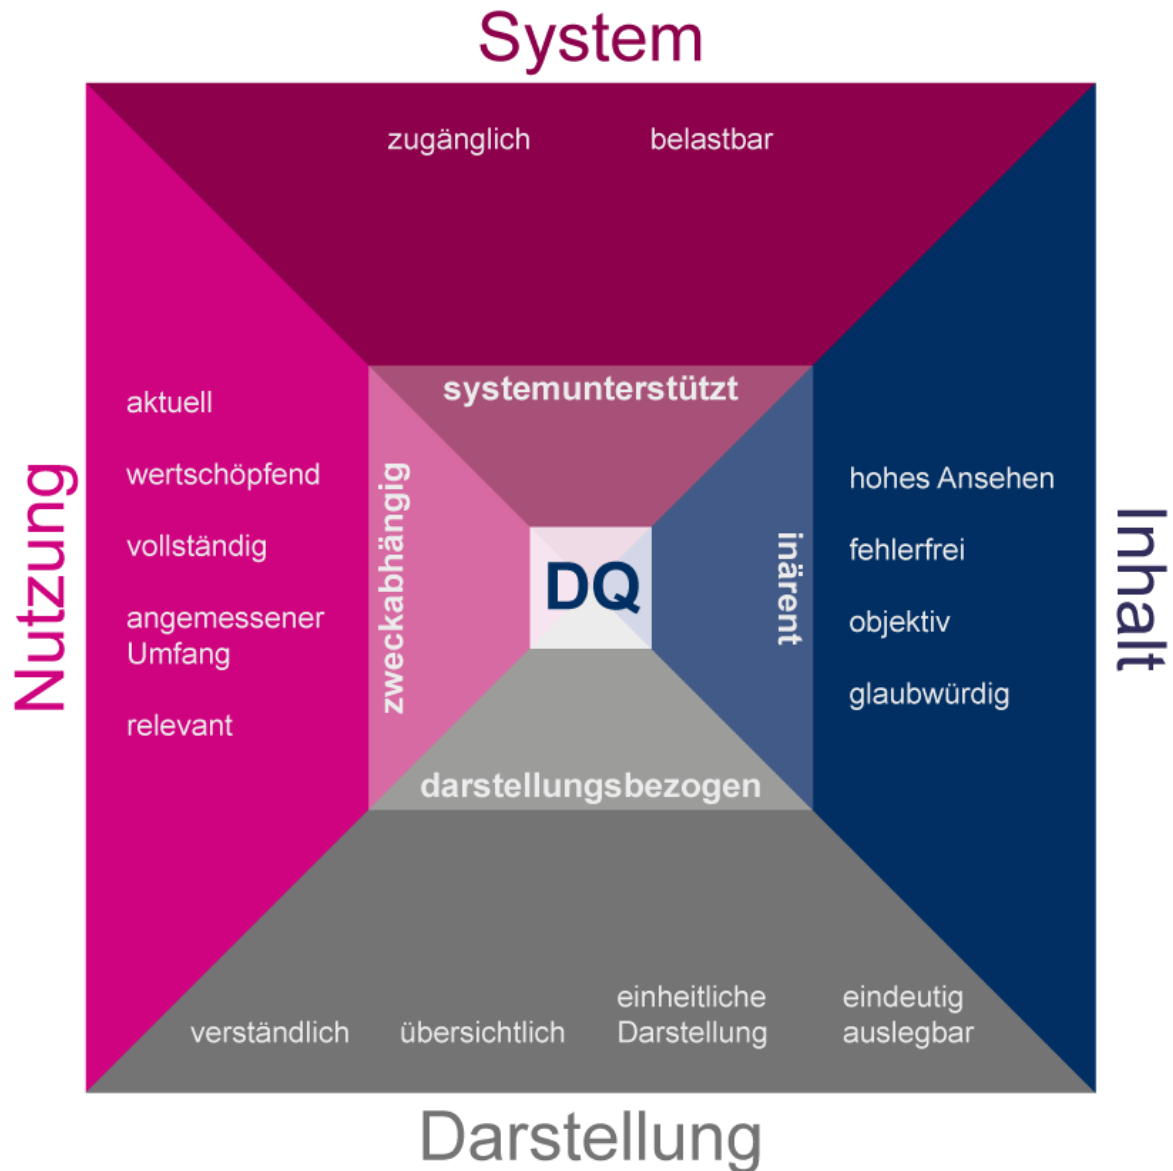 System
zugänglich
belastbar
systemunterstützt
Nutzung
aktuell
wertschöpfend
vollständig
angemessener
Umfang
relevant
zweckabhängig
DQ
inärent
hohes Ansehen
fehlerfrei
objektiv
glaubwürdig
Inhalt
darstellungsbezogen
verständlich
übersichtlich
einheitliche
Darstellung
eindeutig
auslegbar
Darstellung